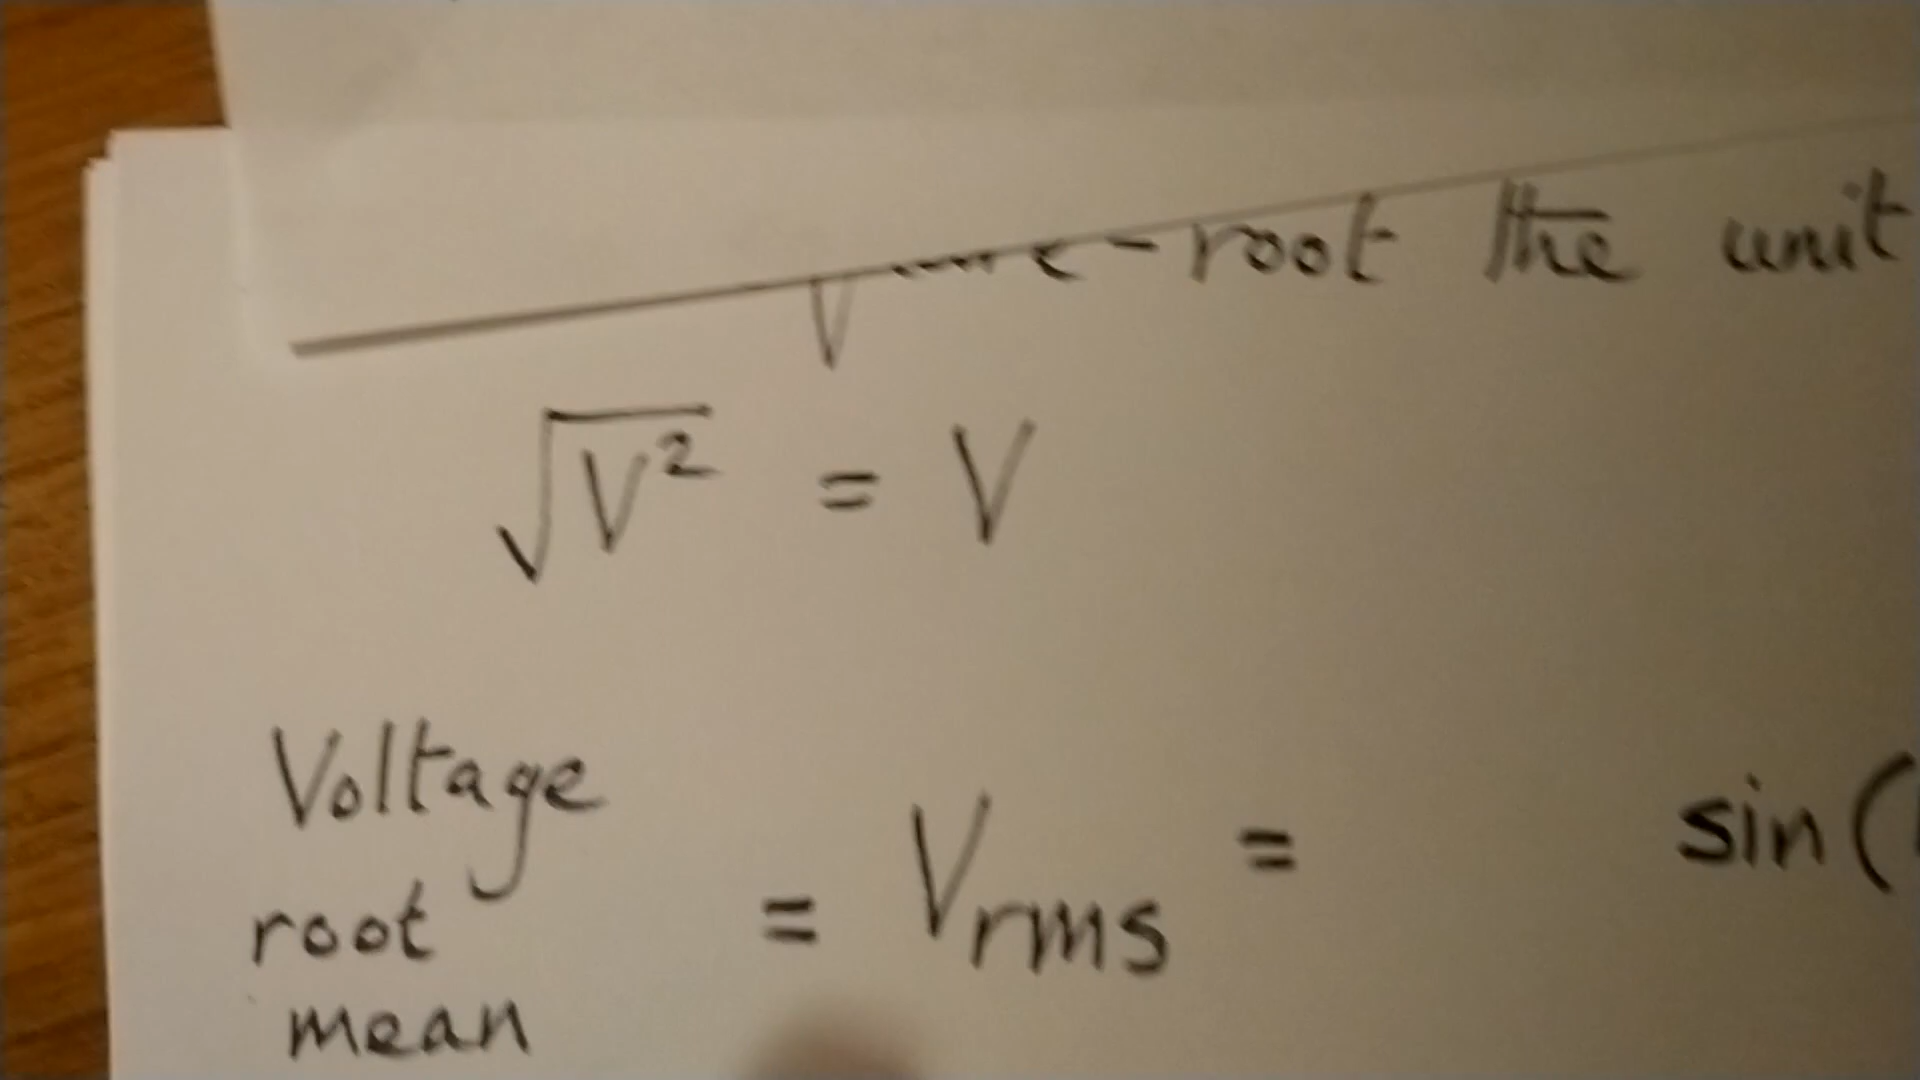 -root the unit
√V² = V
Voltage
root = Vrms = sin(
mean